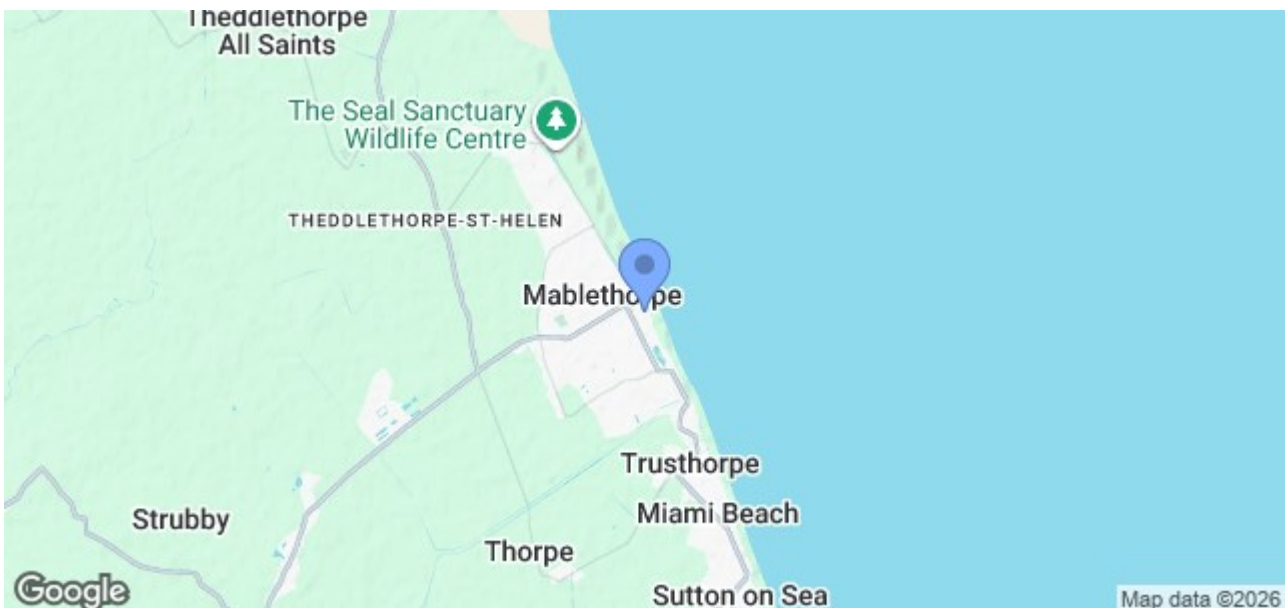 Theddlethorpe
All Saints
The Seal Sanctuary
Wildlife Centre
THEDDLETHORPE-ST-HELEN
Mablethorpe
Trusthorpe
Miami Beach
Strubby
Thorpe
Sutton on Sea
Google
Map data ©2026